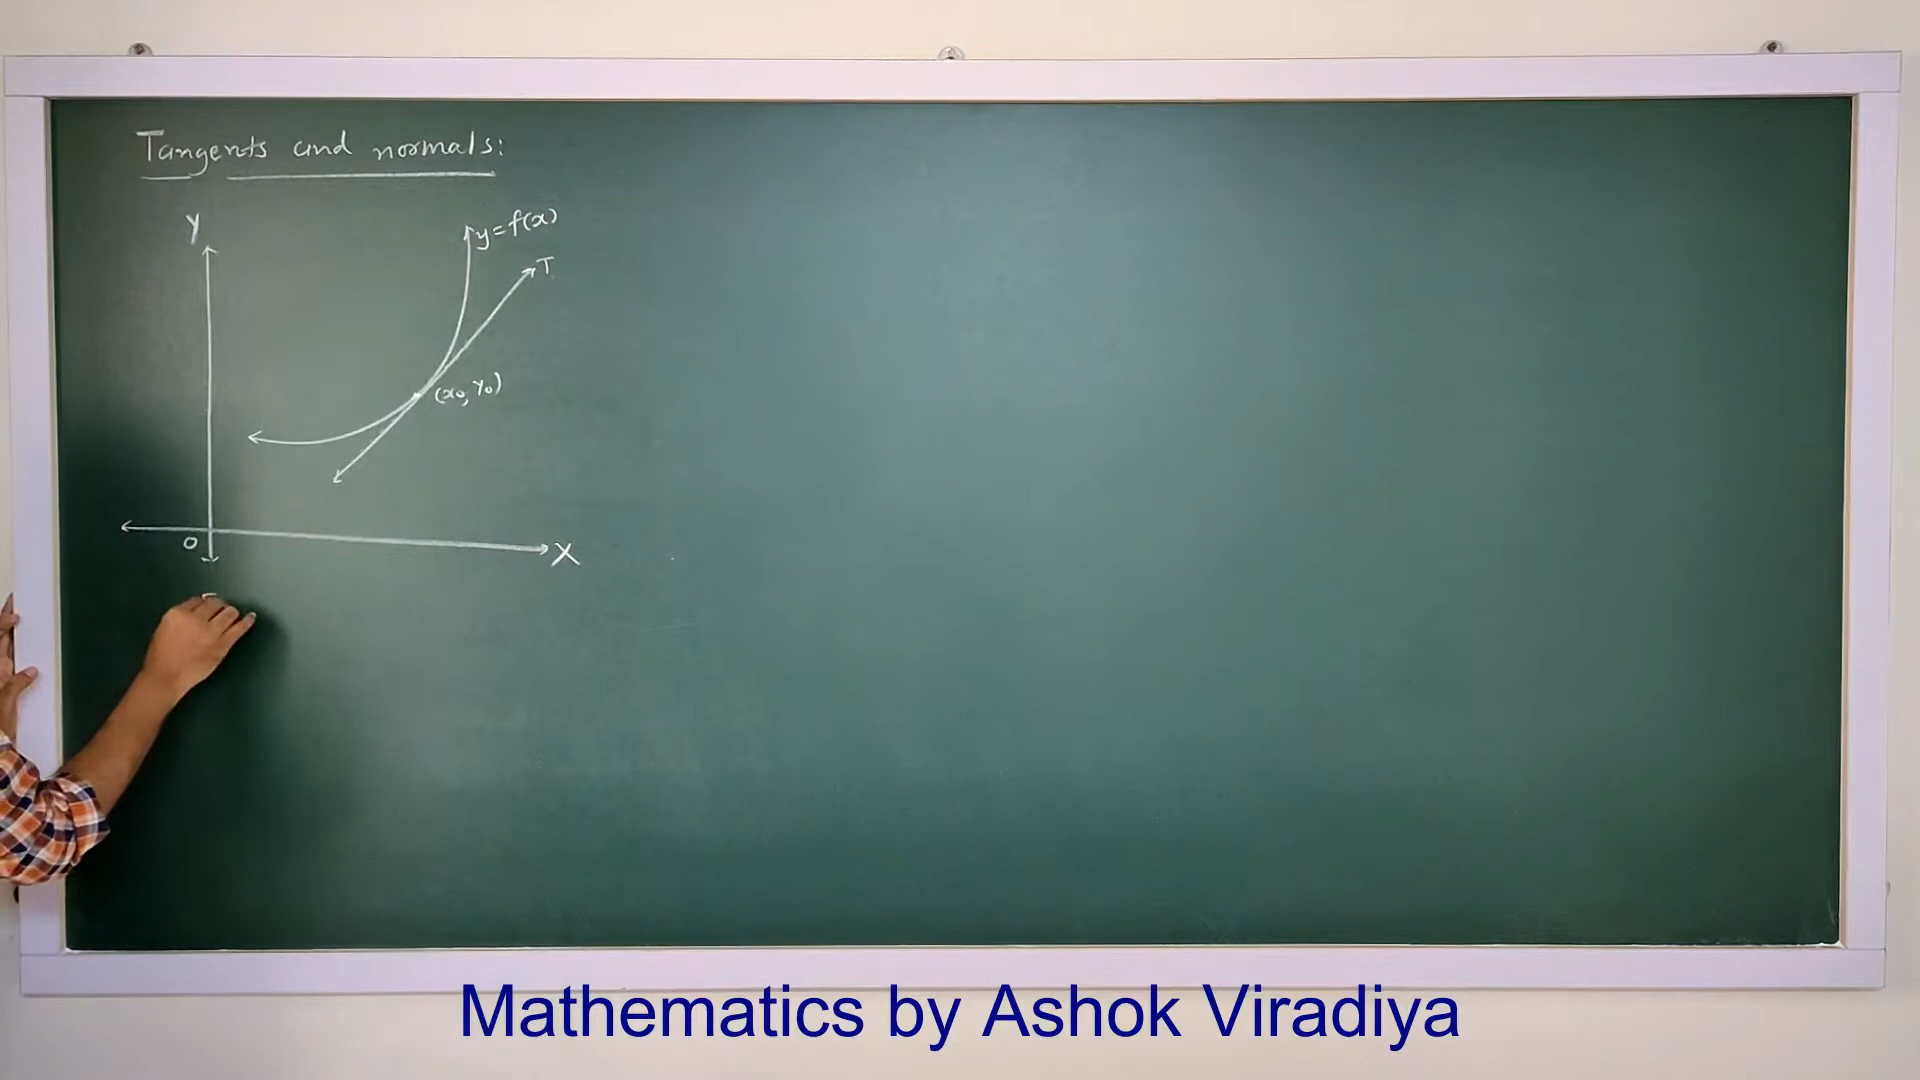 Tangents and normals:
Y
y=f(x)
T
(x₀, y₀)
O
X
Mathematics by Ashok Viradiya